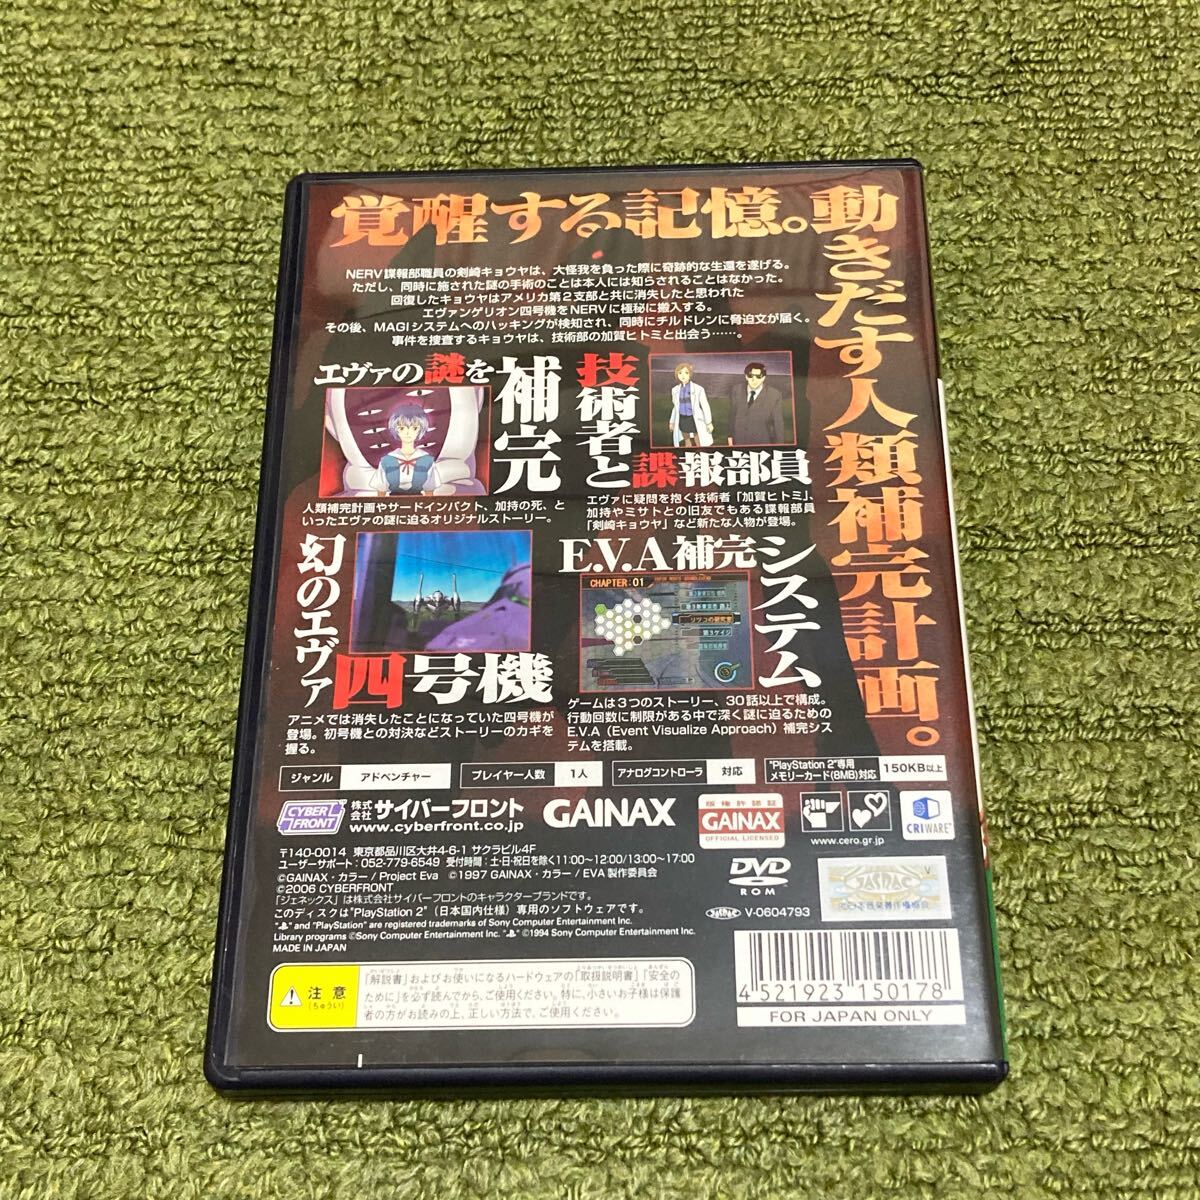 覚醒する記憶。動きだす人類補完計画。
NERV諜報部職員の剣崎キョウヤは、大怪我を負った際に奇跡的な生還を遂げる。
ただし、同時に施された謎の手術のことは本人には知らされることはなかった。
回復したキョウヤはアメリカ第2支部と共に消失したと思われた
エヴァンゲリオン四号機をNERVに極秘に搬入する。
その後、MAGIシステムへのハッキングが検知され、同時にチルドレンに脅迫文が届く。
事件を捜査するキョウヤは、技術部の加賀ヒトミと出会う……。
エヴァの謎を補完
人類補完計画やサードインパクト、加持の死、と
いったエヴァの謎に迫るオリジナルストーリー。
技術者と諜報部員
エヴァに疑問を抱く技術者「加賀ヒトミ」、
加持やミサトとの旧友でもある諜報部員
「剣崎キョウヤ」など新たな人物が登場。
幻のエヴァ四号機
アニメでは消失したことになっていた四号機が
登場。初号機との対決などストーリーのカギを
握る。
E.V.A補完システム
CHAPTER:01
リツコの研究室
第3ケイジ
ゲームは3つのストーリー、30話以上で構成。
行動回数に制限がある中で深く謎に迫るための
E.V.A（Event Visualize Approach）補完シス
テムを搭載。
ジャンル アドベンチャー
プレイヤー人数 1人
アナログコントローラ 対応
"PlayStation 2"専用
メモリーカード(8MB)対応 150KB以上
CYBER FRONT
株式会社サイバーフロント
www.cyberfront.co.jp
GAINAX
版権許諾証
GAINAX
OFFICIAL LICENSED
www.cero.gr.jp
CRIWARE
〒140-0014 東京都品川区大井4-6-1 サクラビル4F
ユーザーサポート：052-779-6549 受付時間：土・日・祝日を除く11:00〜12:00/13:00〜17:00
©GAINAX・カラー / Project Eva ©1997 GAINAX・カラー / EVA 製作委員会
©2006 CYBERFRONT
「ジェネックス」は株式会社サイバーフロントのキャラクターブランドです。
このディスクは"PlayStation 2"（日本国内仕様）専用のソフトウェアです。
" " and "PlayStation" are registered trademarks of Sony Computer Entertainment Inc.
Library programs ©Sony Computer Entertainment Inc. " " ©1994 Sony Computer Entertainment Inc.
MADE IN JAPAN
DVD
ROM
JASRAC V-0604793
JASRAC
V
注意
(ちゅうい)
「解説書」およびお使いになるハードウェアの「取扱説明書」「安全の
ために」を必ず読んでから、ご使用ください。特に、小さいお子様は保護
者の方がお読みの上、正しい方法で、ご使用ください。
4 521923 150178
FOR JAPAN ONLY